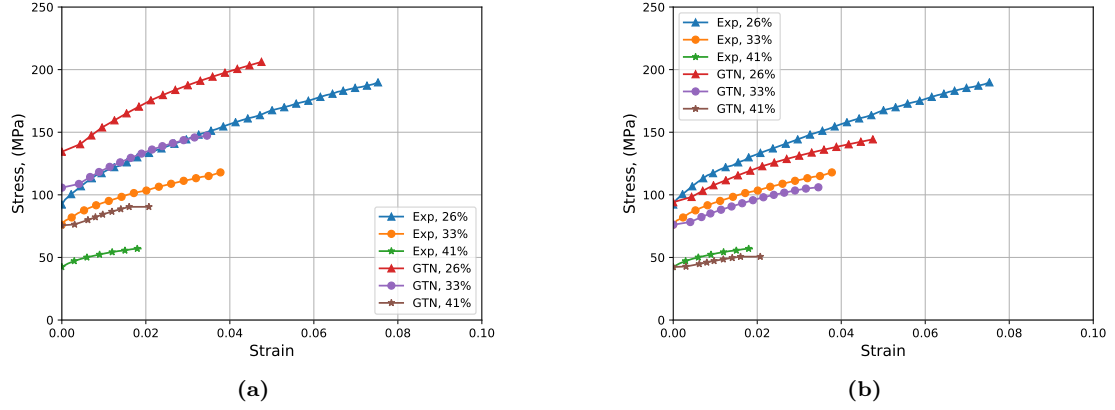 250
200
150
100
50
0
Stress, (MPa)
0.00 0.02 0.04 0.06 0.08 0.10
Strain
Exp, 26%
Exp, 33%
Exp, 41%
GTN, 26%
GTN, 33%
GTN, 41%
(a)
250
200
150
100
50
0
Stress, (MPa)
Exp, 26%
Exp, 33%
Exp, 41%
GTN, 26%
GTN, 33%
GTN, 41%
0.00 0.02 0.04 0.06 0.08 0.10
Strain
(b)